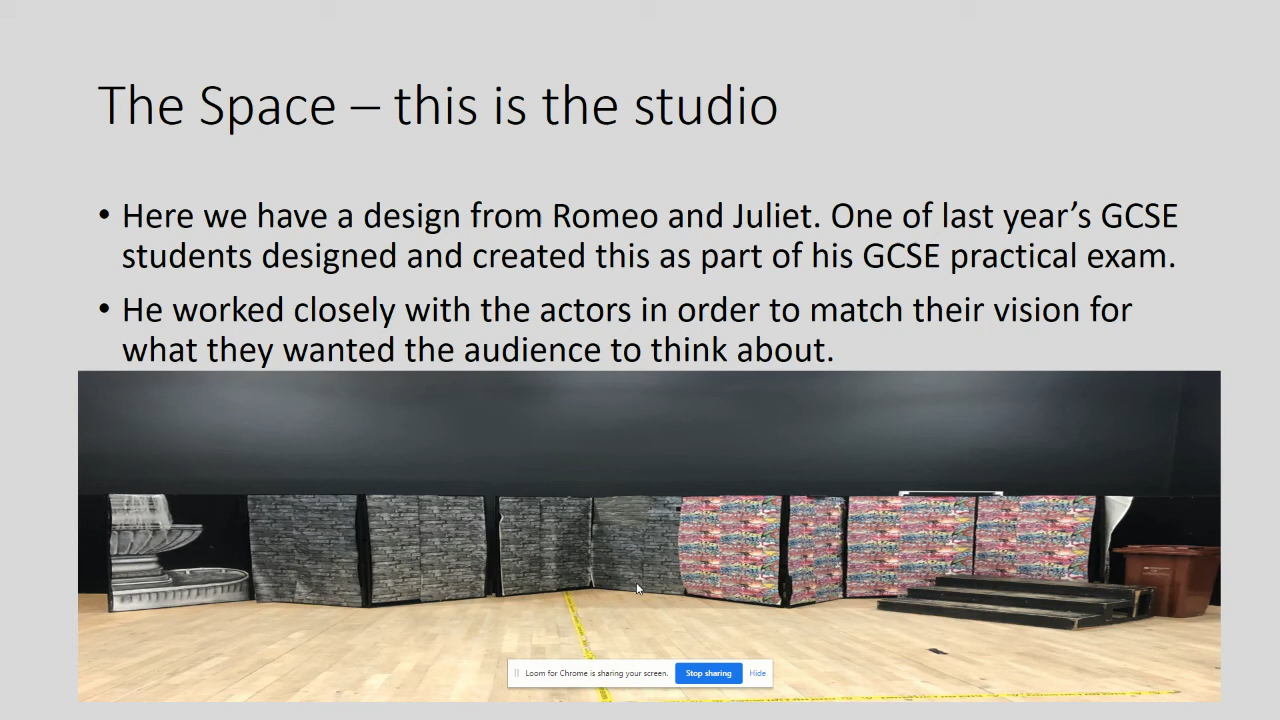 The Space – this is the studio
• Here we have a design from Romeo and Juliet. One of last year’s GCSE
students designed and created this as part of his GCSE practical exam.
• He worked closely with the actors in order to match their vision for
what they wanted the audience to think about.
Loom for Chrome is sharing your screen. Stop sharing Hide